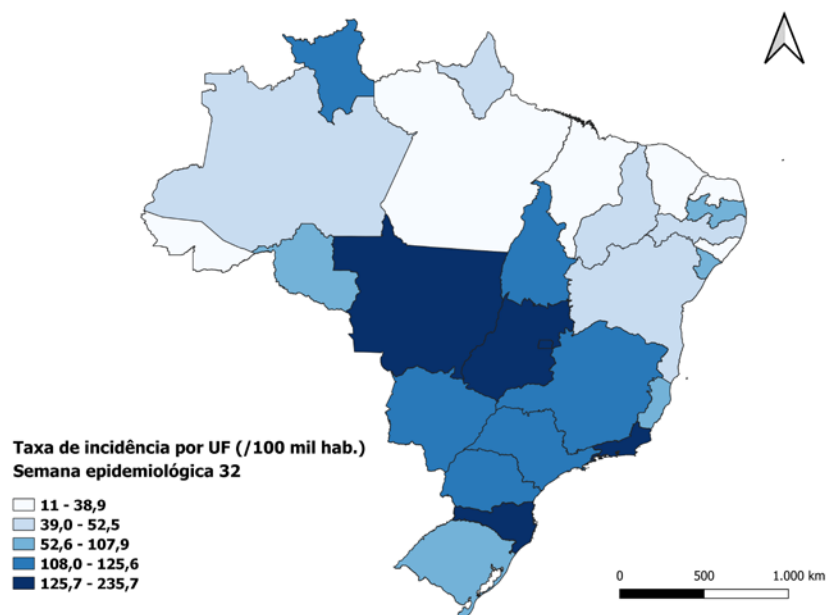 Taxa de incidência por UF (/100 mil hab.)
Semana epidemiológica 32
11 - 38,9
39,0 - 52,5
52,6 - 107,9
108,0 - 125,6
125,7 - 235,7
0 500 1.000 km